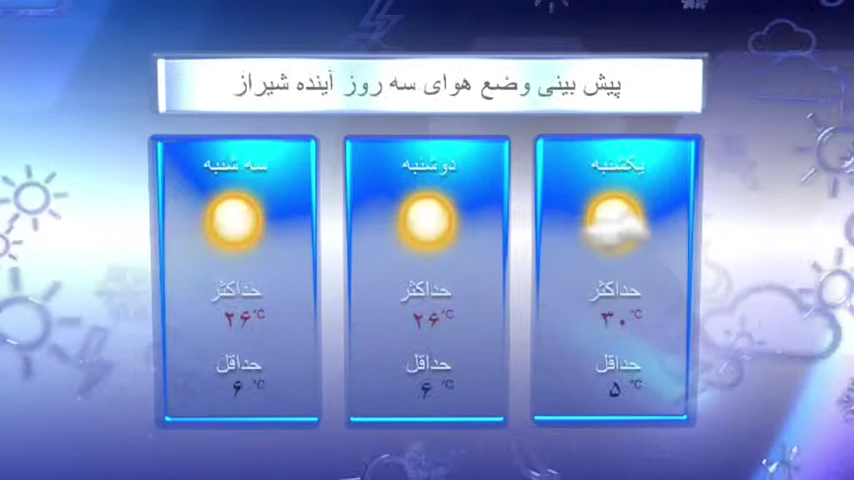 پیش بینی وضع هوای سه روز آینده شیراز
یکشنبه
حداکثر
۳۰ °C
حداقل
۵ °C
دوشنبه
حداکثر
۲۶ °C
حداقل
۶ °C
سه شنبه
حداکثر
۲۶ °C
حداقل
۶ °C